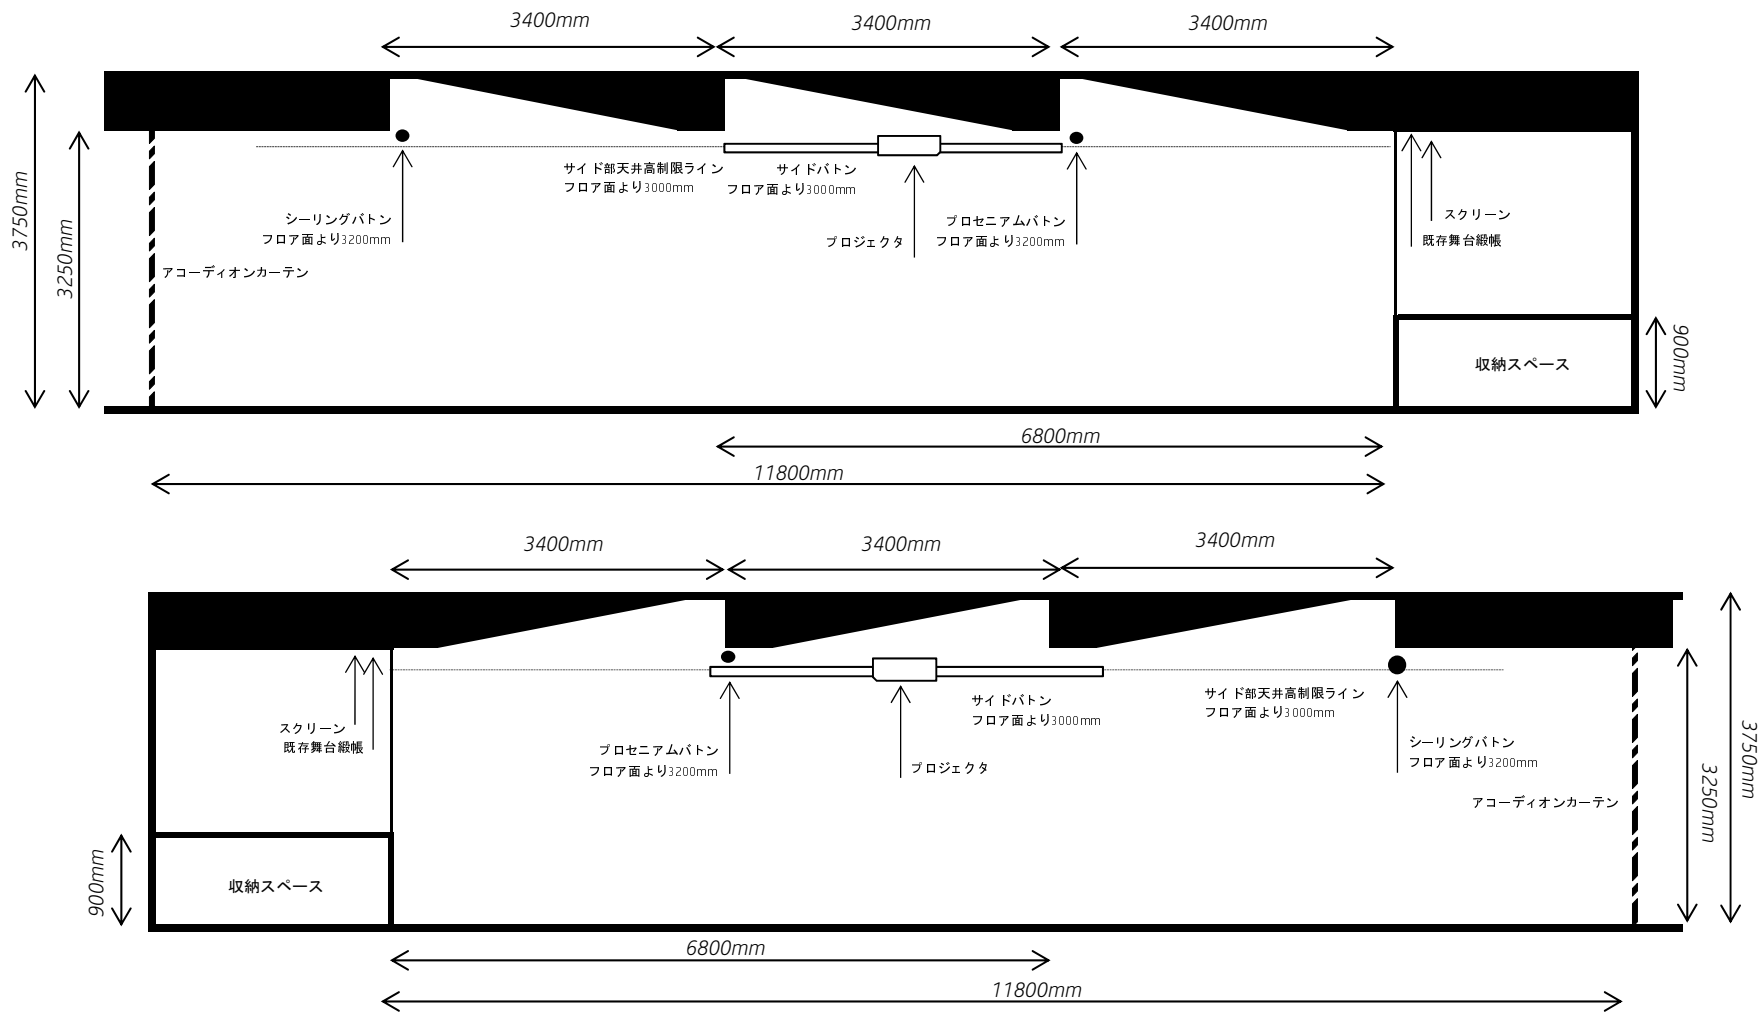 3400mm
3400mm
3400mm
3750mm
3250mm
サイド部天井高制限ライン
フロア面より3000mm
サイドバトン
フロア面より3000mm
シーリングバトン
フロア面より3200mm
プロジェクタ
プロセニアムバトン
フロア面より3200mm
スクリーン
既存舞台緞帳
アコーディオンカーテン
収納スペース
900mm
6800mm
11800mm
3400mm
3400mm
3400mm
スクリーン
既存舞台緞帳
プロセニアムバトン
フロア面より3200mm
プロジェクタ
サイドバトン
フロア面より3000mm
サイド部天井高制限ライン
フロア面より3000mm
シーリングバトン
フロア面より3200mm
アコーディオンカーテン
3250mm
3750mm
900mm
収納スペース
6800mm
11800mm